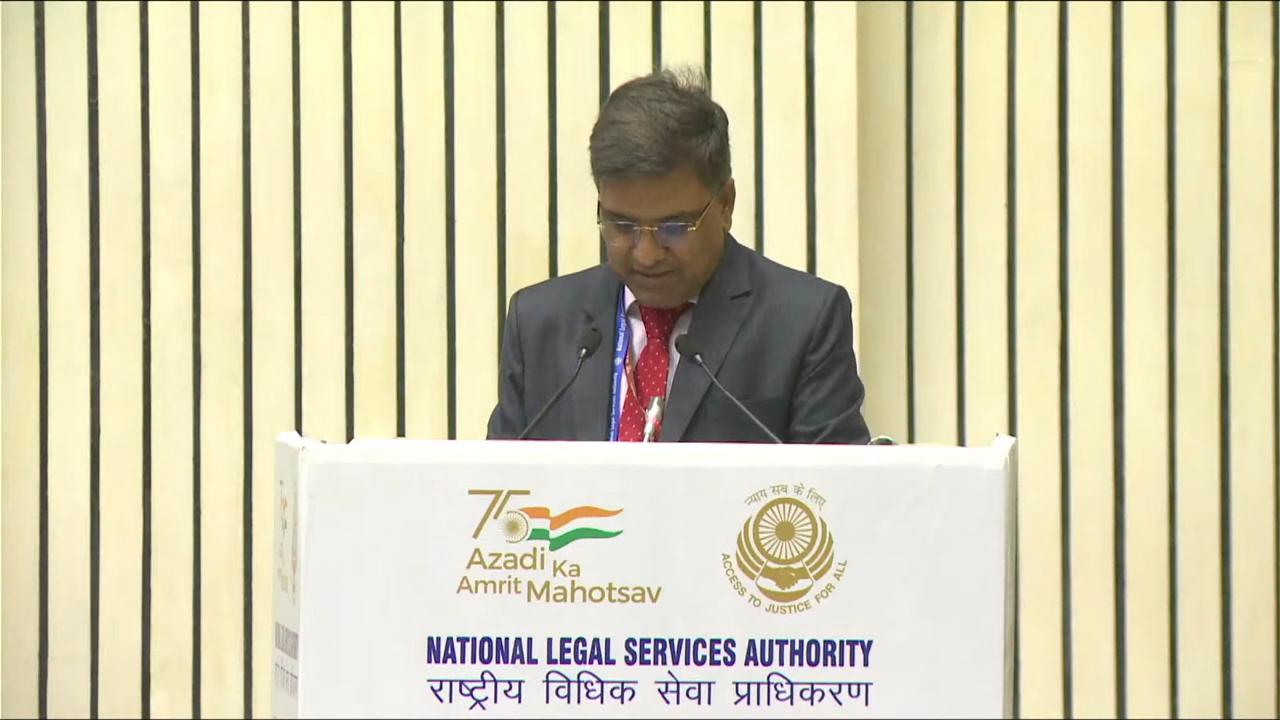 75
Azadi Ka
Amrit Mahotsav
न्याय सब के लिए
ACCESS TO JUSTICE FOR ALL
NATIONAL LEGAL SERVICES AUTHORITY
राष्ट्रीय विधिक सेवा प्राधिकरण